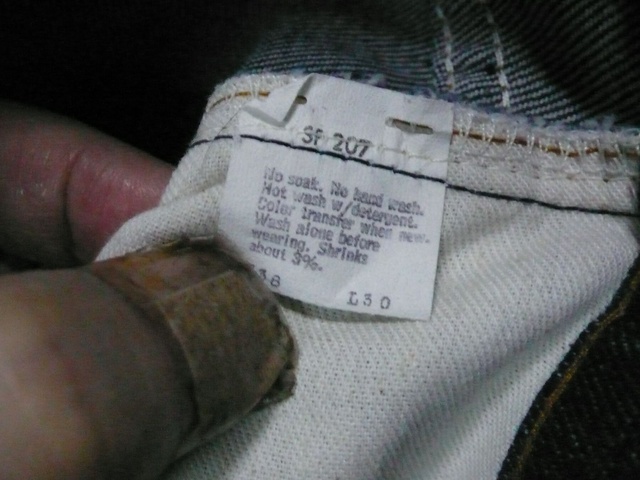 SF 207
No soak. No hand wash.
Hot wash w/detergent.
Color transfer when new.
Wash alone before
wearing. Shrinks
about 3%.
38 L30